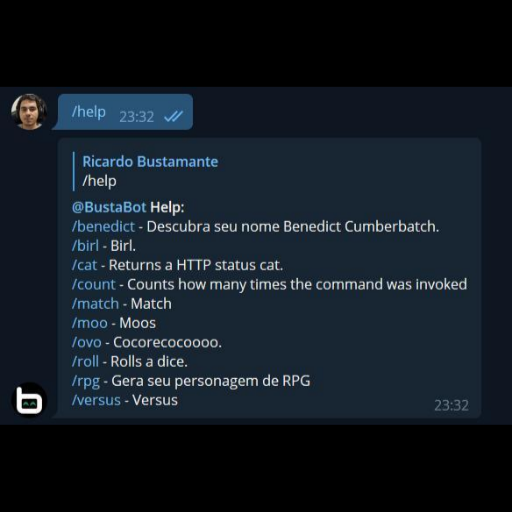 /help 23:32
Ricardo Bustamante
/help
@BustaBot Help:
/benedict - Descubra seu nome Benedict Cumberbatch.
/birl - Birl.
/cat - Returns a HTTP status cat.
/count - Counts how many times the command was invoked
/match - Match
/moo - Moos
/ovo - Cocorecocoooo.
/roll - Rolls a dice.
/rpg - Gera seu personagem de RPG
/versus - Versus
23:32